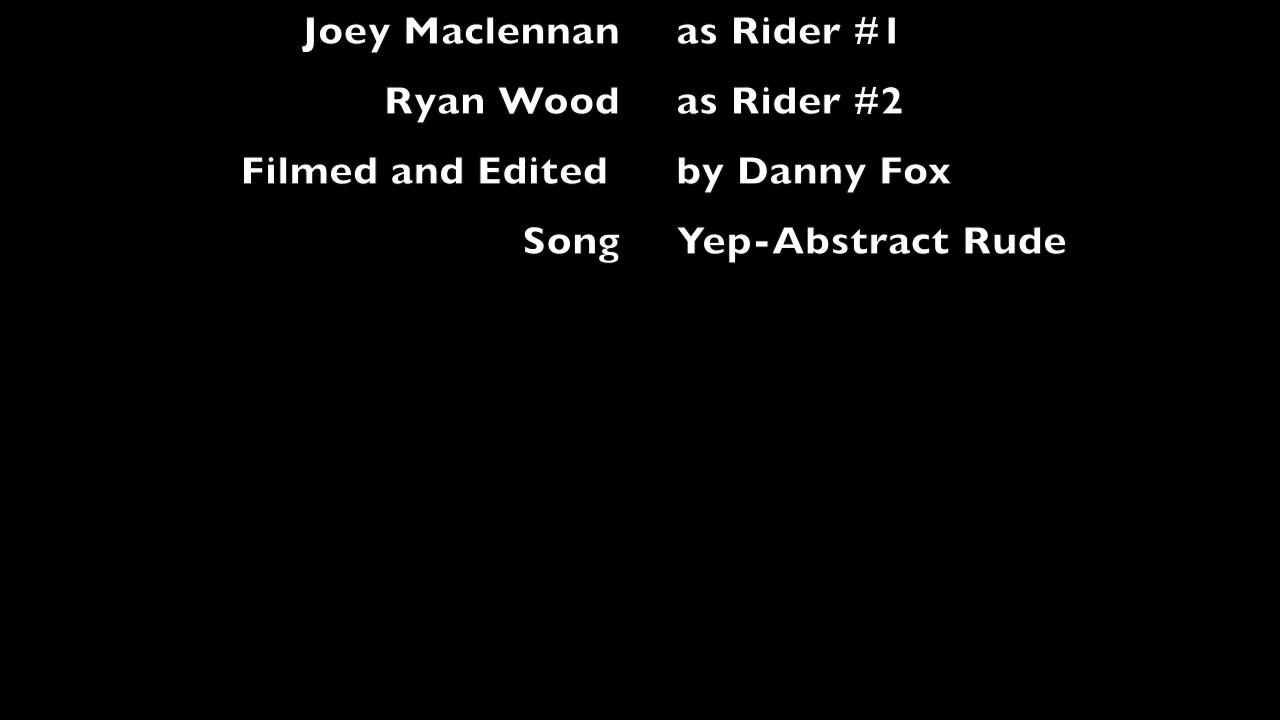 Joey Maclennan as Rider #1
Ryan Wood as Rider #2
Filmed and Edited by Danny Fox
Song Yep-Abstract Rude